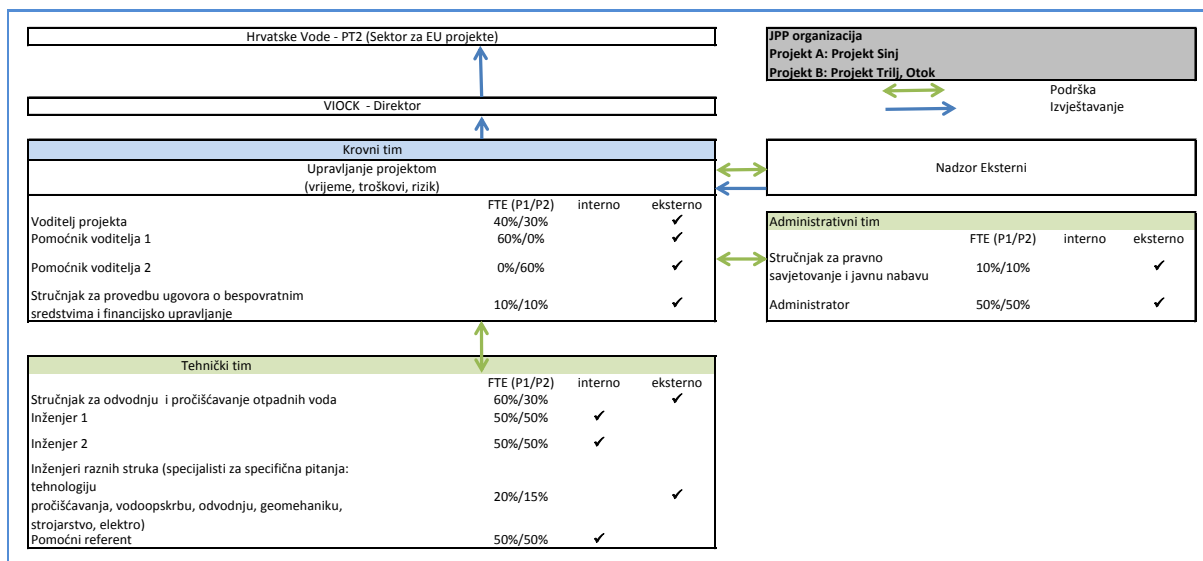 Hrvatske Vode - PT2 (Sektor za EU projekte)
JPP organizacija
Projekt A: Projekt Sinj
Projekt B: Projekt Trilj, Otok
Podrška
Izvještavanje
VIOCK - Direktor
Krovni tim
Upravljanje projektom
(vrijeme, troškovi, rizik)
FTE (P1/P2) interno eksterno
Voditelj projekta 40%/30% ✓
Pomoćnik voditelja 1 60%/0% ✓
Pomoćnik voditelja 2 0%/60% ✓
Stručnjak za provedbu ugovora o bespovratnim
sredstvima i financijsko upravljanje 10%/10% ✓
Nadzor Eksterni
Administrativni tim
FTE (P1/P2) interno eksterno
Stručnjak za pravno
savjetovanje i javnu nabavu 10%/10% ✓
Administrator 50%/50% ✓
Tehnički tim
FTE (P1/P2) interno eksterno
Stručnjak za odvodnju i pročišćavanje otpadnih voda 60%/30% ✓
Inženjer 1 50%/50% ✓
Inženjer 2 50%/50% ✓
Inženjeri raznih struka (specijalisti za specifična pitanja:
tehnologiju
pročišćavanja, vodoopskrbu, odvodnju, geomehaniku,
strojarstvo, elektro) 20%/15% ✓
Pomoćni referent 50%/50% ✓